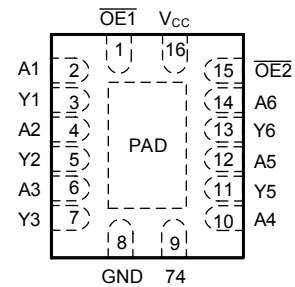 OE1 VCC
1 16
A1 2 15 OE2
Y1 3 14 A6
A2 4 13 Y6
Y2 5 PAD 12 A5
A3 6 11 Y5
Y3 7 10 A4
8 9
GND 74